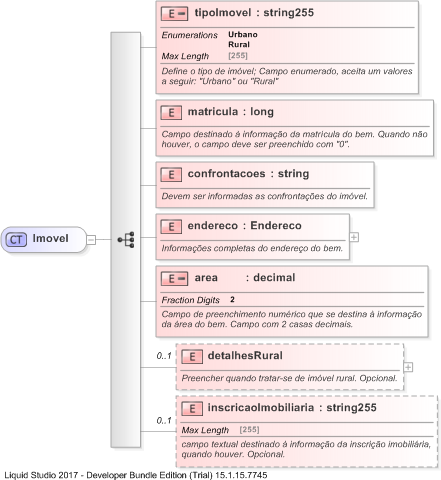 E tipoImovel : string255
Enumerations Urbano
Rural
Max Length [255]
Define o tipo de imóvel; Campo enumerado, aceita um valores
a seguir: "Urbano" ou "Rural"
E matricula : long
Campo destinado à informação da matricula do bem. Quando não
houver, o campo deve ser preenchido com "0".
E confrontacoes : string
Devem ser informadas as confrontações do imóvel.
CT Imovel
E endereco : Endereco
Informações completas do endereço do bem.
E area : decimal
Fraction Digits 2
Campo de preenchimento numérico que se destina à informação
da área do bem. Campo com 2 casas decimais.
0..1
E detalhesRural
Preencher quando tratar-se de imóvel rural. Opcional.
0..1
E inscricaoImobiliaria : string255
Max Length [255]
campo textual destinado á informação da inscrição imobiliária,
quando houver. Opcional.
Liquid Studio 2017 - Developer Bundle Edition (Trial) 15.1.15.7745